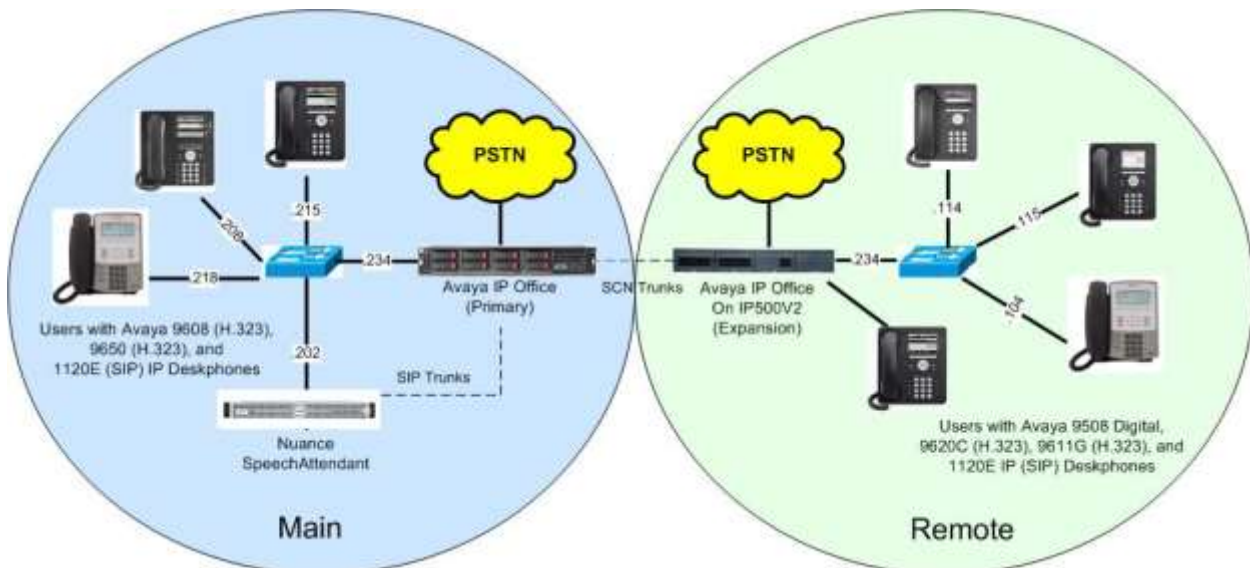 PSTN
PSTN
.215
.208
.218
.234
.202
Avaya IP Office
(Primary)
SCN Trunks
SIP Trunks
Users with Avaya 9608 (H.323),
9650 (H.323), and
1120E (SIP) IP Deskphones
Nuance
SpeechAttendant
Main
.114
.115
.234
.104
Avaya IP Office
On IP500V2
(Expansion)
Users with Avaya 9508 Digital,
9620C (H.323), 9611G (H.323), and
1120E IP (SIP) Deskphones
Remote